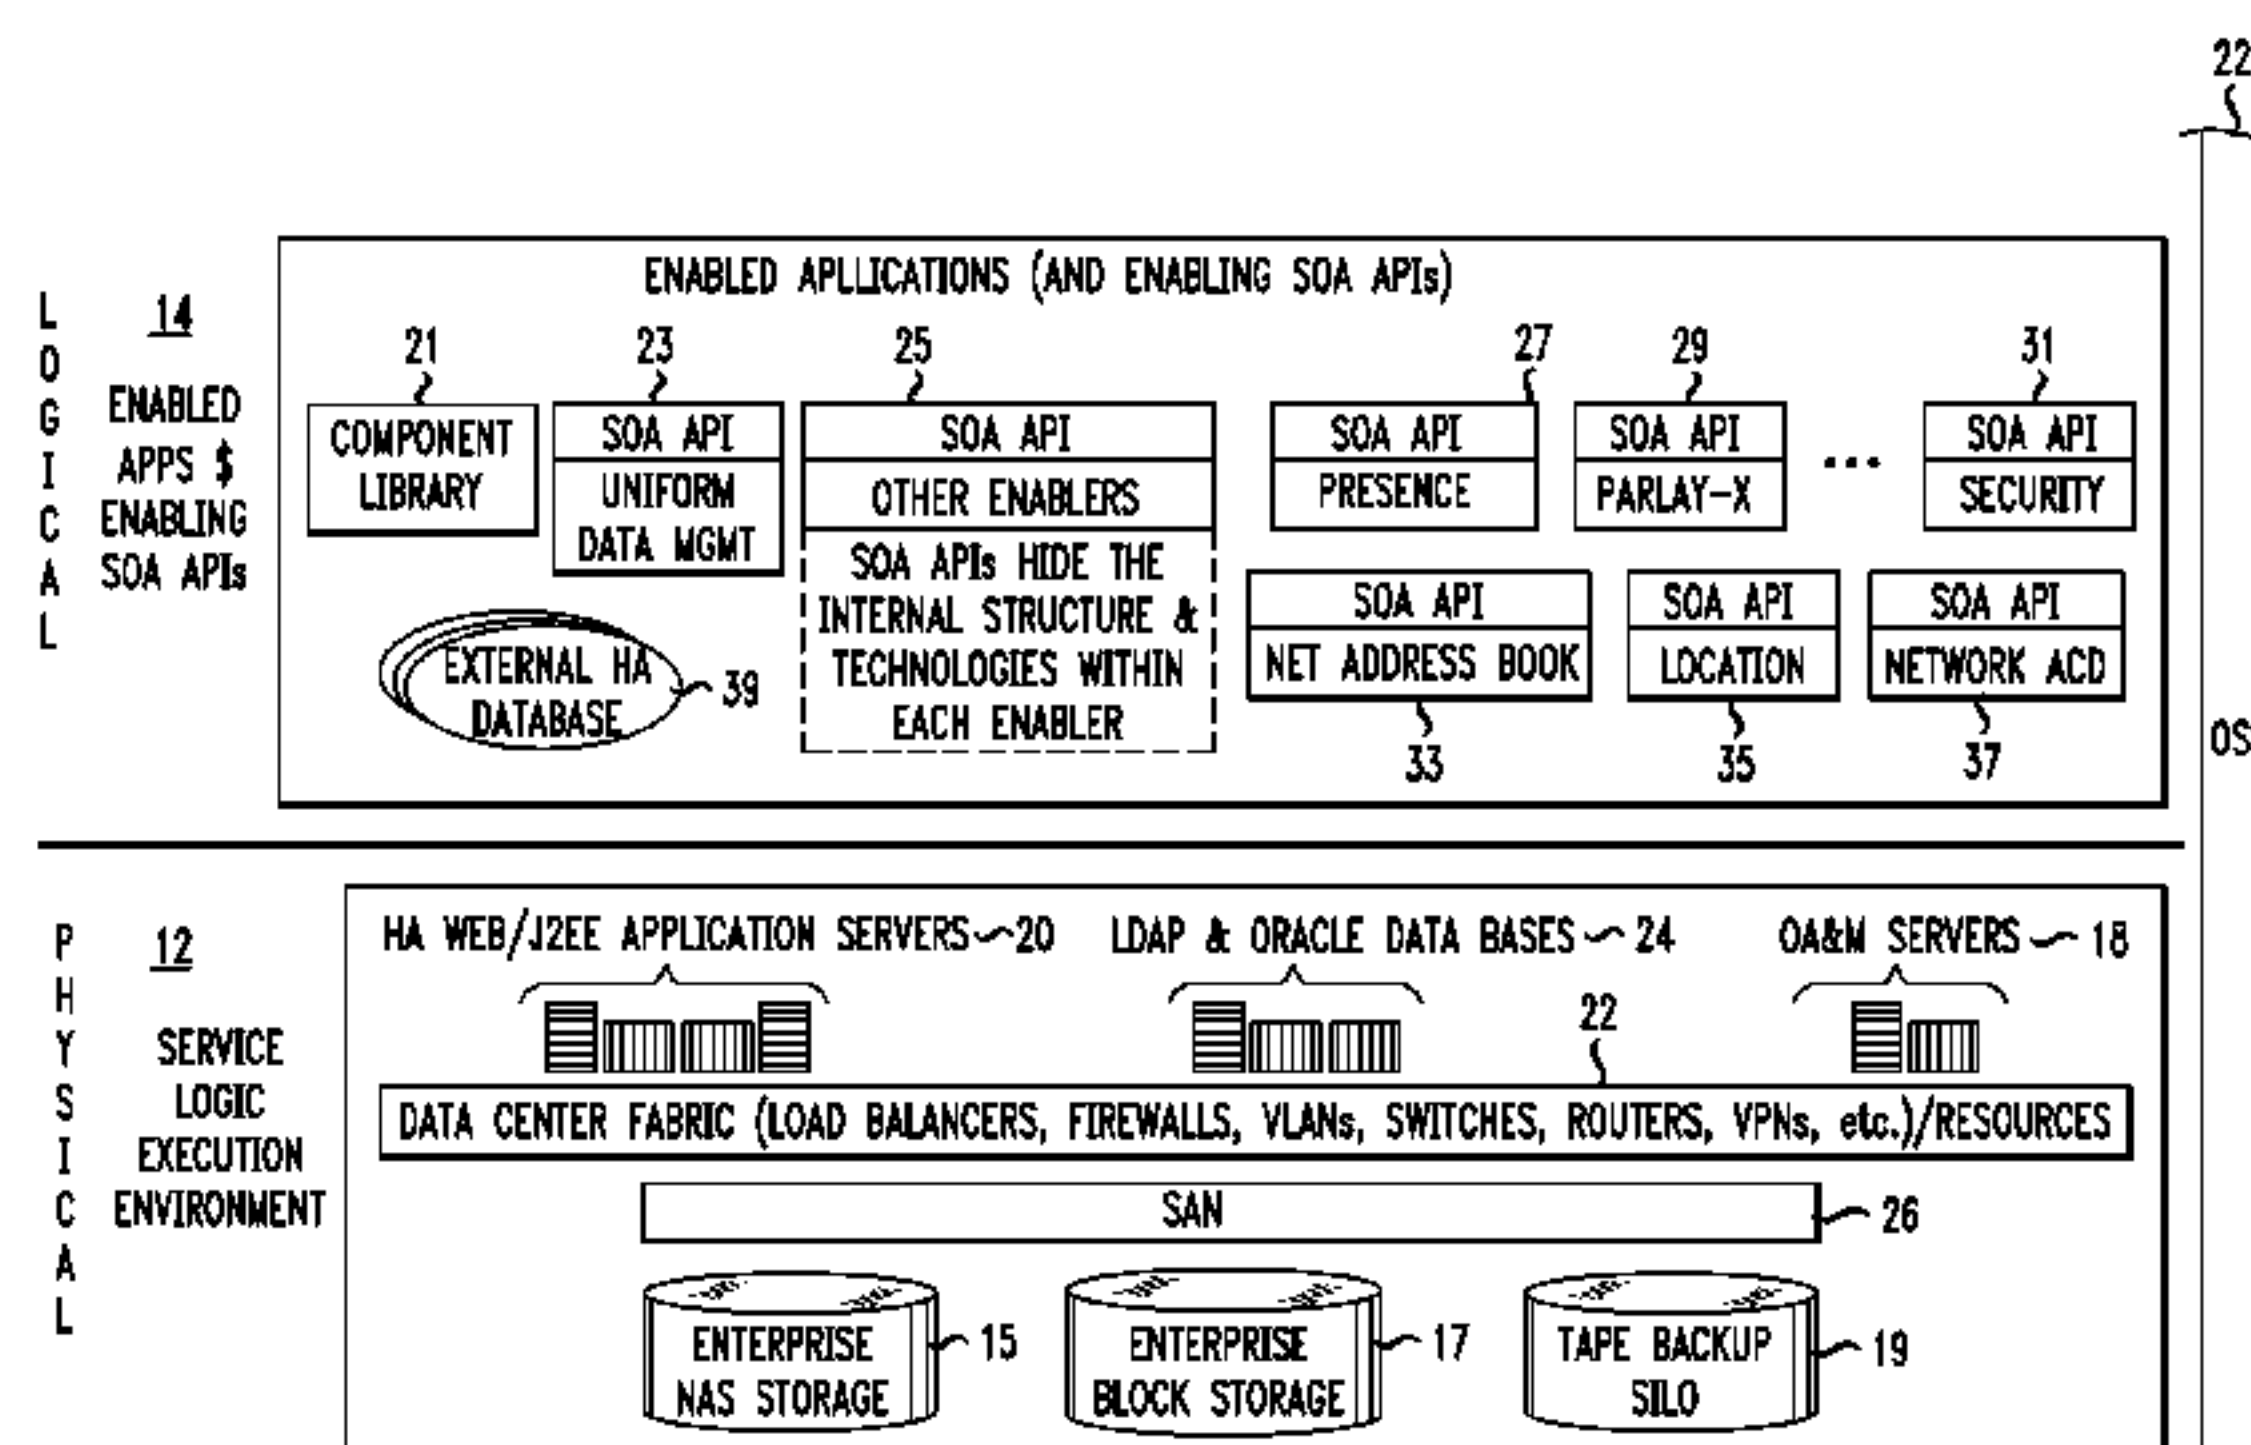 22
ENABLED APLLICATIONS (AND ENABLING SOA APIs)
LOGICAL
14
ENABLED
APPS $
ENABLING
SOA APIs
21
COMPONENT
LIBRARY
23
SOA API
UNIFORM
DATA MGMT
25
SOA API
OTHER ENABLERS
SOA APIs HIDE THE
INTERNAL STRUCTURE &
TECHNOLOGIES WITHIN
EACH ENABLER
27
SOA API
PRESENCE
29
SOA API
PARLAY-X
...
31
SOA API
SECURITY
EXTERNAL HA
DATABASE
39
SOA API
NET ADDRESS BOOK
33
SOA API
LOCATION
35
SOA API
NETWORK ACD
37
OS
PHYSICAL
12
SERVICE
LOGIC
EXECUTION
ENVIRONMENT
HA WEB/J2EE APPLICATION SERVERS 20
LDAP & ORACLE DATA BASES 24
OA&M SERVERS 18
22
DATA CENTER FABRIC (LOAD BALANCERS, FIREWALLS, VLANs, SWITCHES, ROUTERS, VPNs, etc.)/RESOURCES
SAN
26
ENTERPRISE
NAS STORAGE
15
ENTERPRISE
BLOCK STORAGE
17
TAPE BACKUP
SILO
19